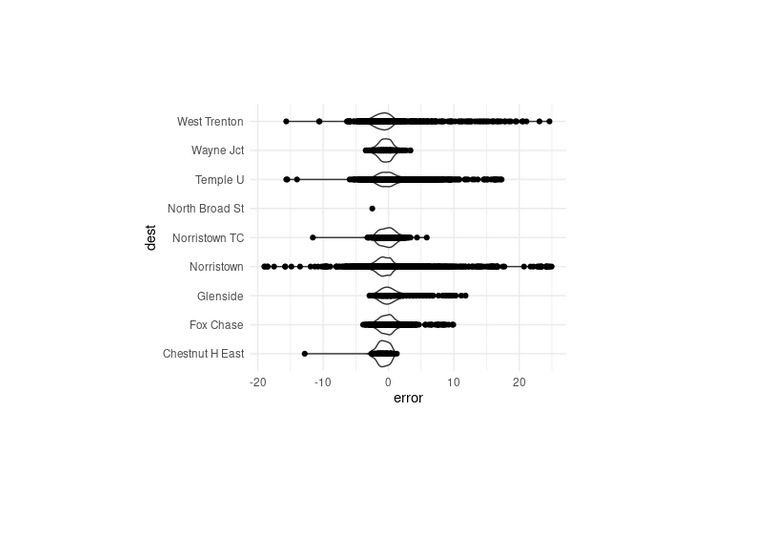 West Trenton
Wayne Jct
Temple U
North Broad St
Norristown TC
Norristown
Glenside
Fox Chase
Chestnut H East
dest
-20 -10 0 10 20
error